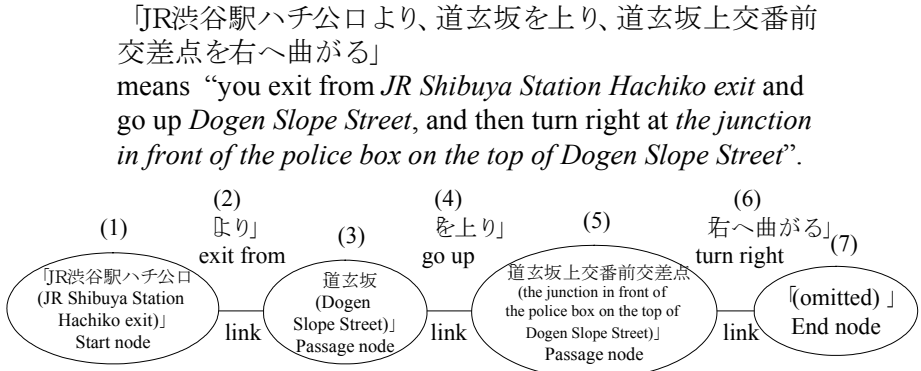 「JR渋谷駅ハチ公口より、道玄坂を上り、道玄坂上交番前
交差点を右へ曲がる」
means “you exit from JR Shibuya Station Hachiko exit and
go up Dogen Slope Street, and then turn right at the junction
in front of the police box on the top of Dogen Slope Street”.
(1)
「JR渋谷駅ハチ公口
(JR Shibuya Station
Hachiko exit)」
Start node
(2)
「より」
exit from
link
(3)
道玄坂
(Dogen
Slope Street)」
Passage node
(4)
を上り」
go up
link
(5)
道玄坂上交番前交差点
(the junction in front of
the police box on the top of
Dogen Slope Street)」
Passage node
(6)
右へ曲がる」
turn right
link
(7)
「(omitted) 」
End node